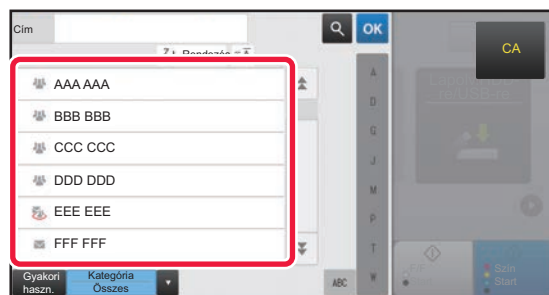 Cím
OK
CA
Rendezés
AAA AAA
BBB BBB
CCC CCC
DDD DDD
EEE EEE
FFF FFF
A
D
G
J
M
P
T
W
ABC
Gyakori
haszn.
Kategória
Összes
Szín
Start